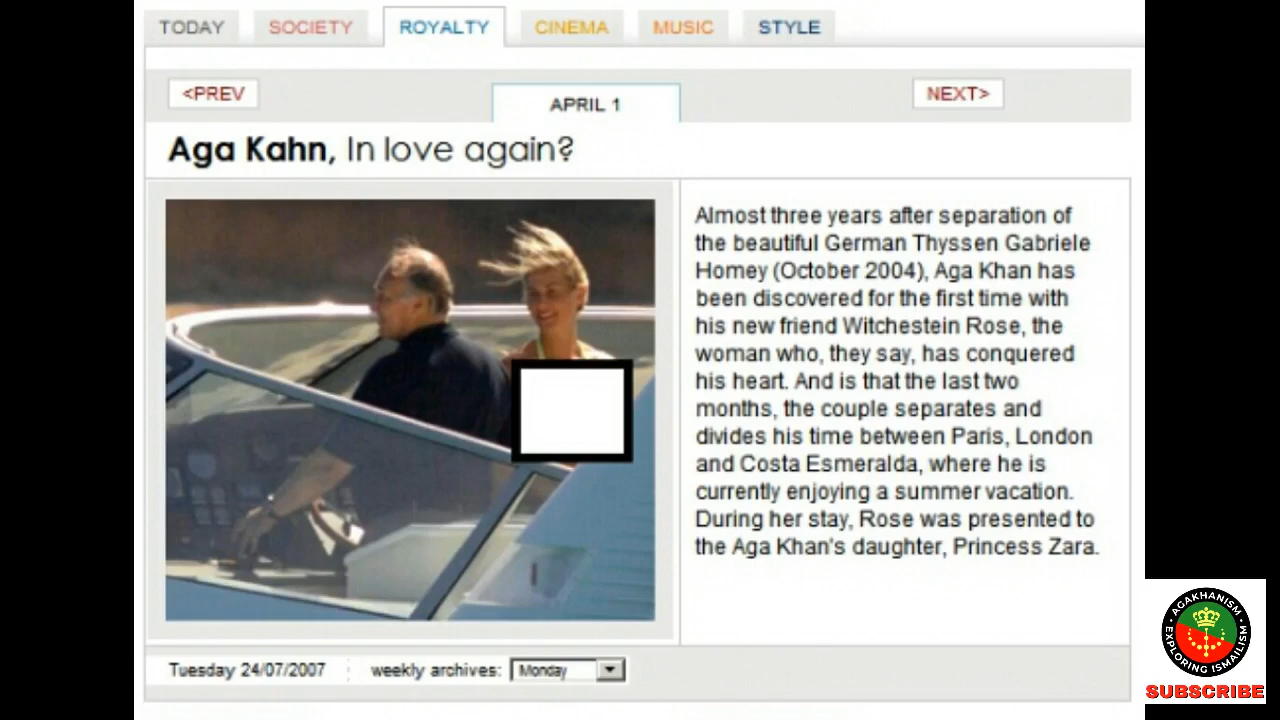 TODAY SOCIETY ROYALTY CINEMA MUSIC STYLE
<PREV APRIL 1 NEXT>
Aga Kahn, In love again?
Almost three years after separation of
the beautiful German Thyssen Gabriele
Homey (October 2004), Aga Khan has
been discovered for the first time with
his new friend Witchestein Rose, the
woman who, they say, has conquered
his heart. And is that the last two
months, the couple separates and
divides his time between Paris, London
and Costa Esmeralda, where he is
currently enjoying a summer vacation.
During her stay, Rose was presented to
the Aga Khan's daughter, Princess Zara.
Tuesday 24/07/2007 weekly archives: Monday
AGAKHANISM
EXPLORING ISMAILISM
SUBSCRIBE